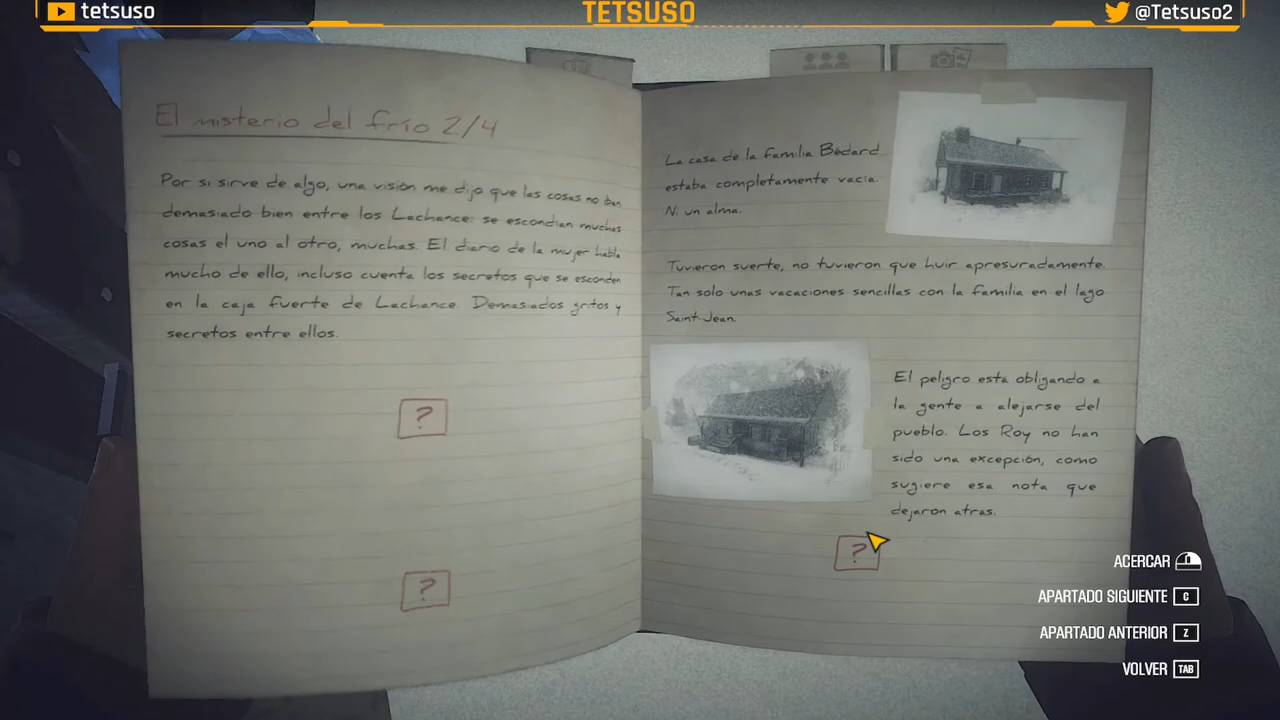 tetsuso
TETSUSO
@Tetsuso2
El misterio del frío 2/4
Por si sirve de algo, una visión me dijo que las cosas no iban
demasiado bien entre los Lachance: se escondían muchas
cosas el uno al otro, muchas. El diario de la mujer habla
mucho de ello, incluso cuenta los secretos que se esconden
en la caja fuerte de Lachance. Demasiados gritos y
secretos entre ellos.
?
?
La casa de la familia Bédard
estaba completamente vacía.
Ni un alma.
Tuvieron suerte, no tuvieron que huir apresuradamente.
Tan solo unas vacaciones sencillas con la familia en el lago
Saint-Jean.
El peligro esta obligando a
la gente a alejarse del
pueblo. Los Roy no han
sido una excepción, como
sugiere esa nota que
dejaron atras.
?
ACERCAR
APARTADO SIGUIENTE C
APARTADO ANTERIOR Z
VOLVER TAB